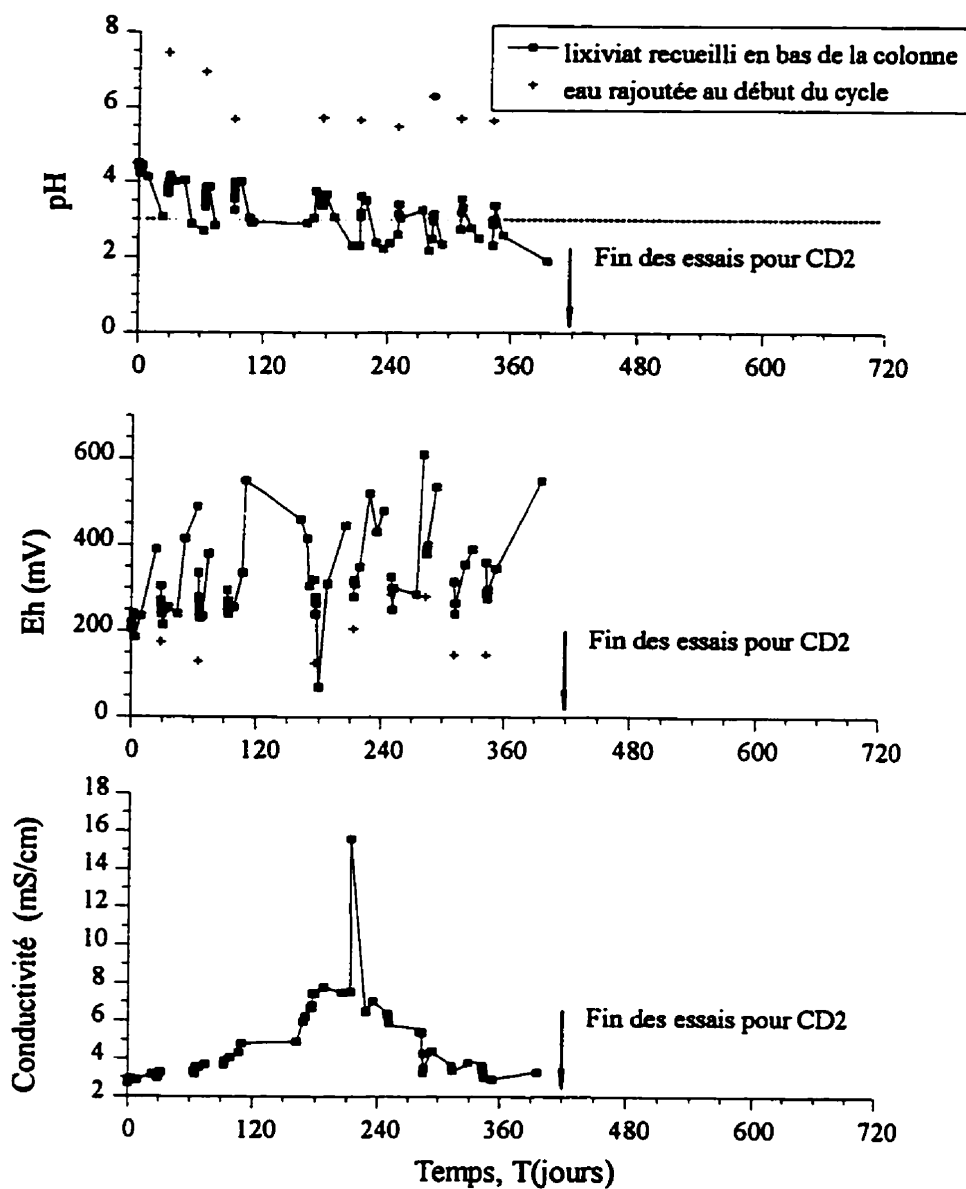 lixiviat recueilli en bas de la colonne
eau rajoutée au début du cycle
8
6
4
2
0
pH
Fin des essais pour CD2
0 120 240 360 480 600 720
600
400
200
0
Eh (mV)
Fin des essais pour CD2
0 120 240 360 480 600 720
18
16
14
12
10
8
6
4
2
Conductivité (mS/cm)
Fin des essais pour CD2
0 120 240 360 480 600 720
Temps, T(jours)